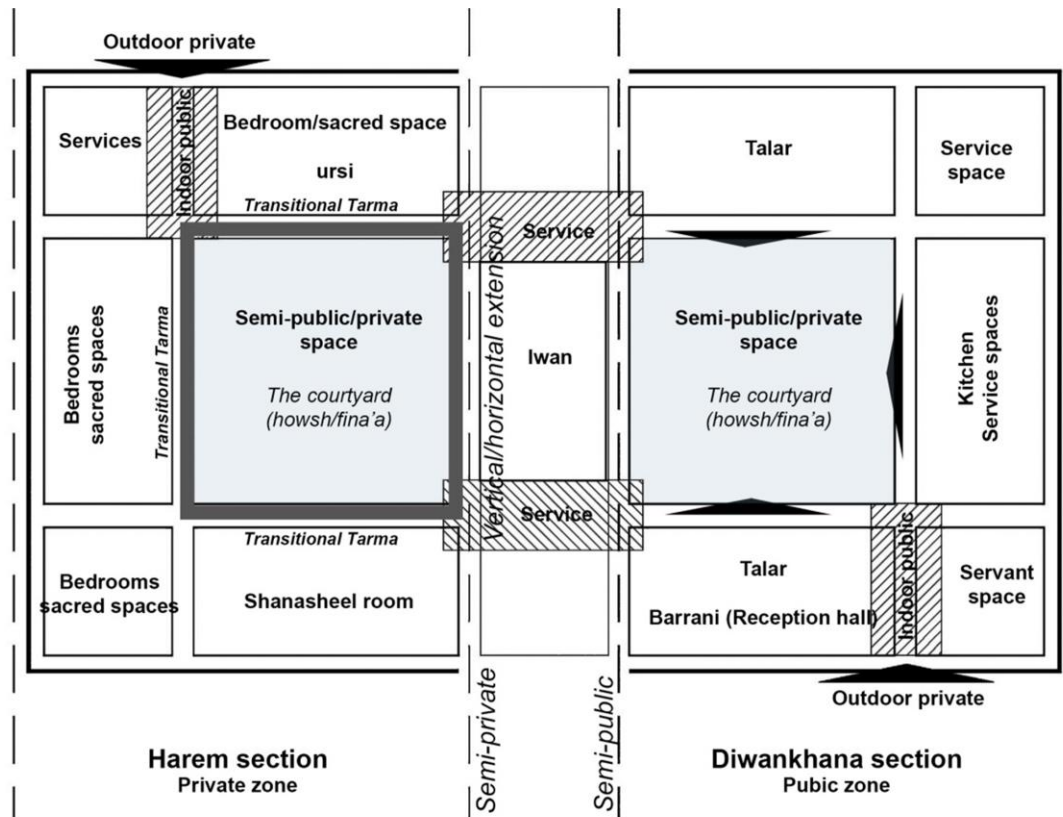 Outdoor private
Services
Indoor public
Bedroom/sacred space
ursi
Transitional Tarma
Bedrooms
sacred spaces
Transitional Tarma
Semi-public/private
space
The courtyard
(howsh/fina’a)
Transitional Tarma
Bedrooms
sacred spaces
Shanasheel room
Vertical/horizontal extension
Service
Iwan
Service
Talar
Service
space
Semi-public/private
space
The courtyard
(howsh/fina’a)
Kitchen
Service spaces
Talar
Barrani (Reception hall)
Indoor public
Servant
space
Outdoor private
Semi-private
Semi-public
Harem section
Private zone
Diwankhana section
Pubic zone